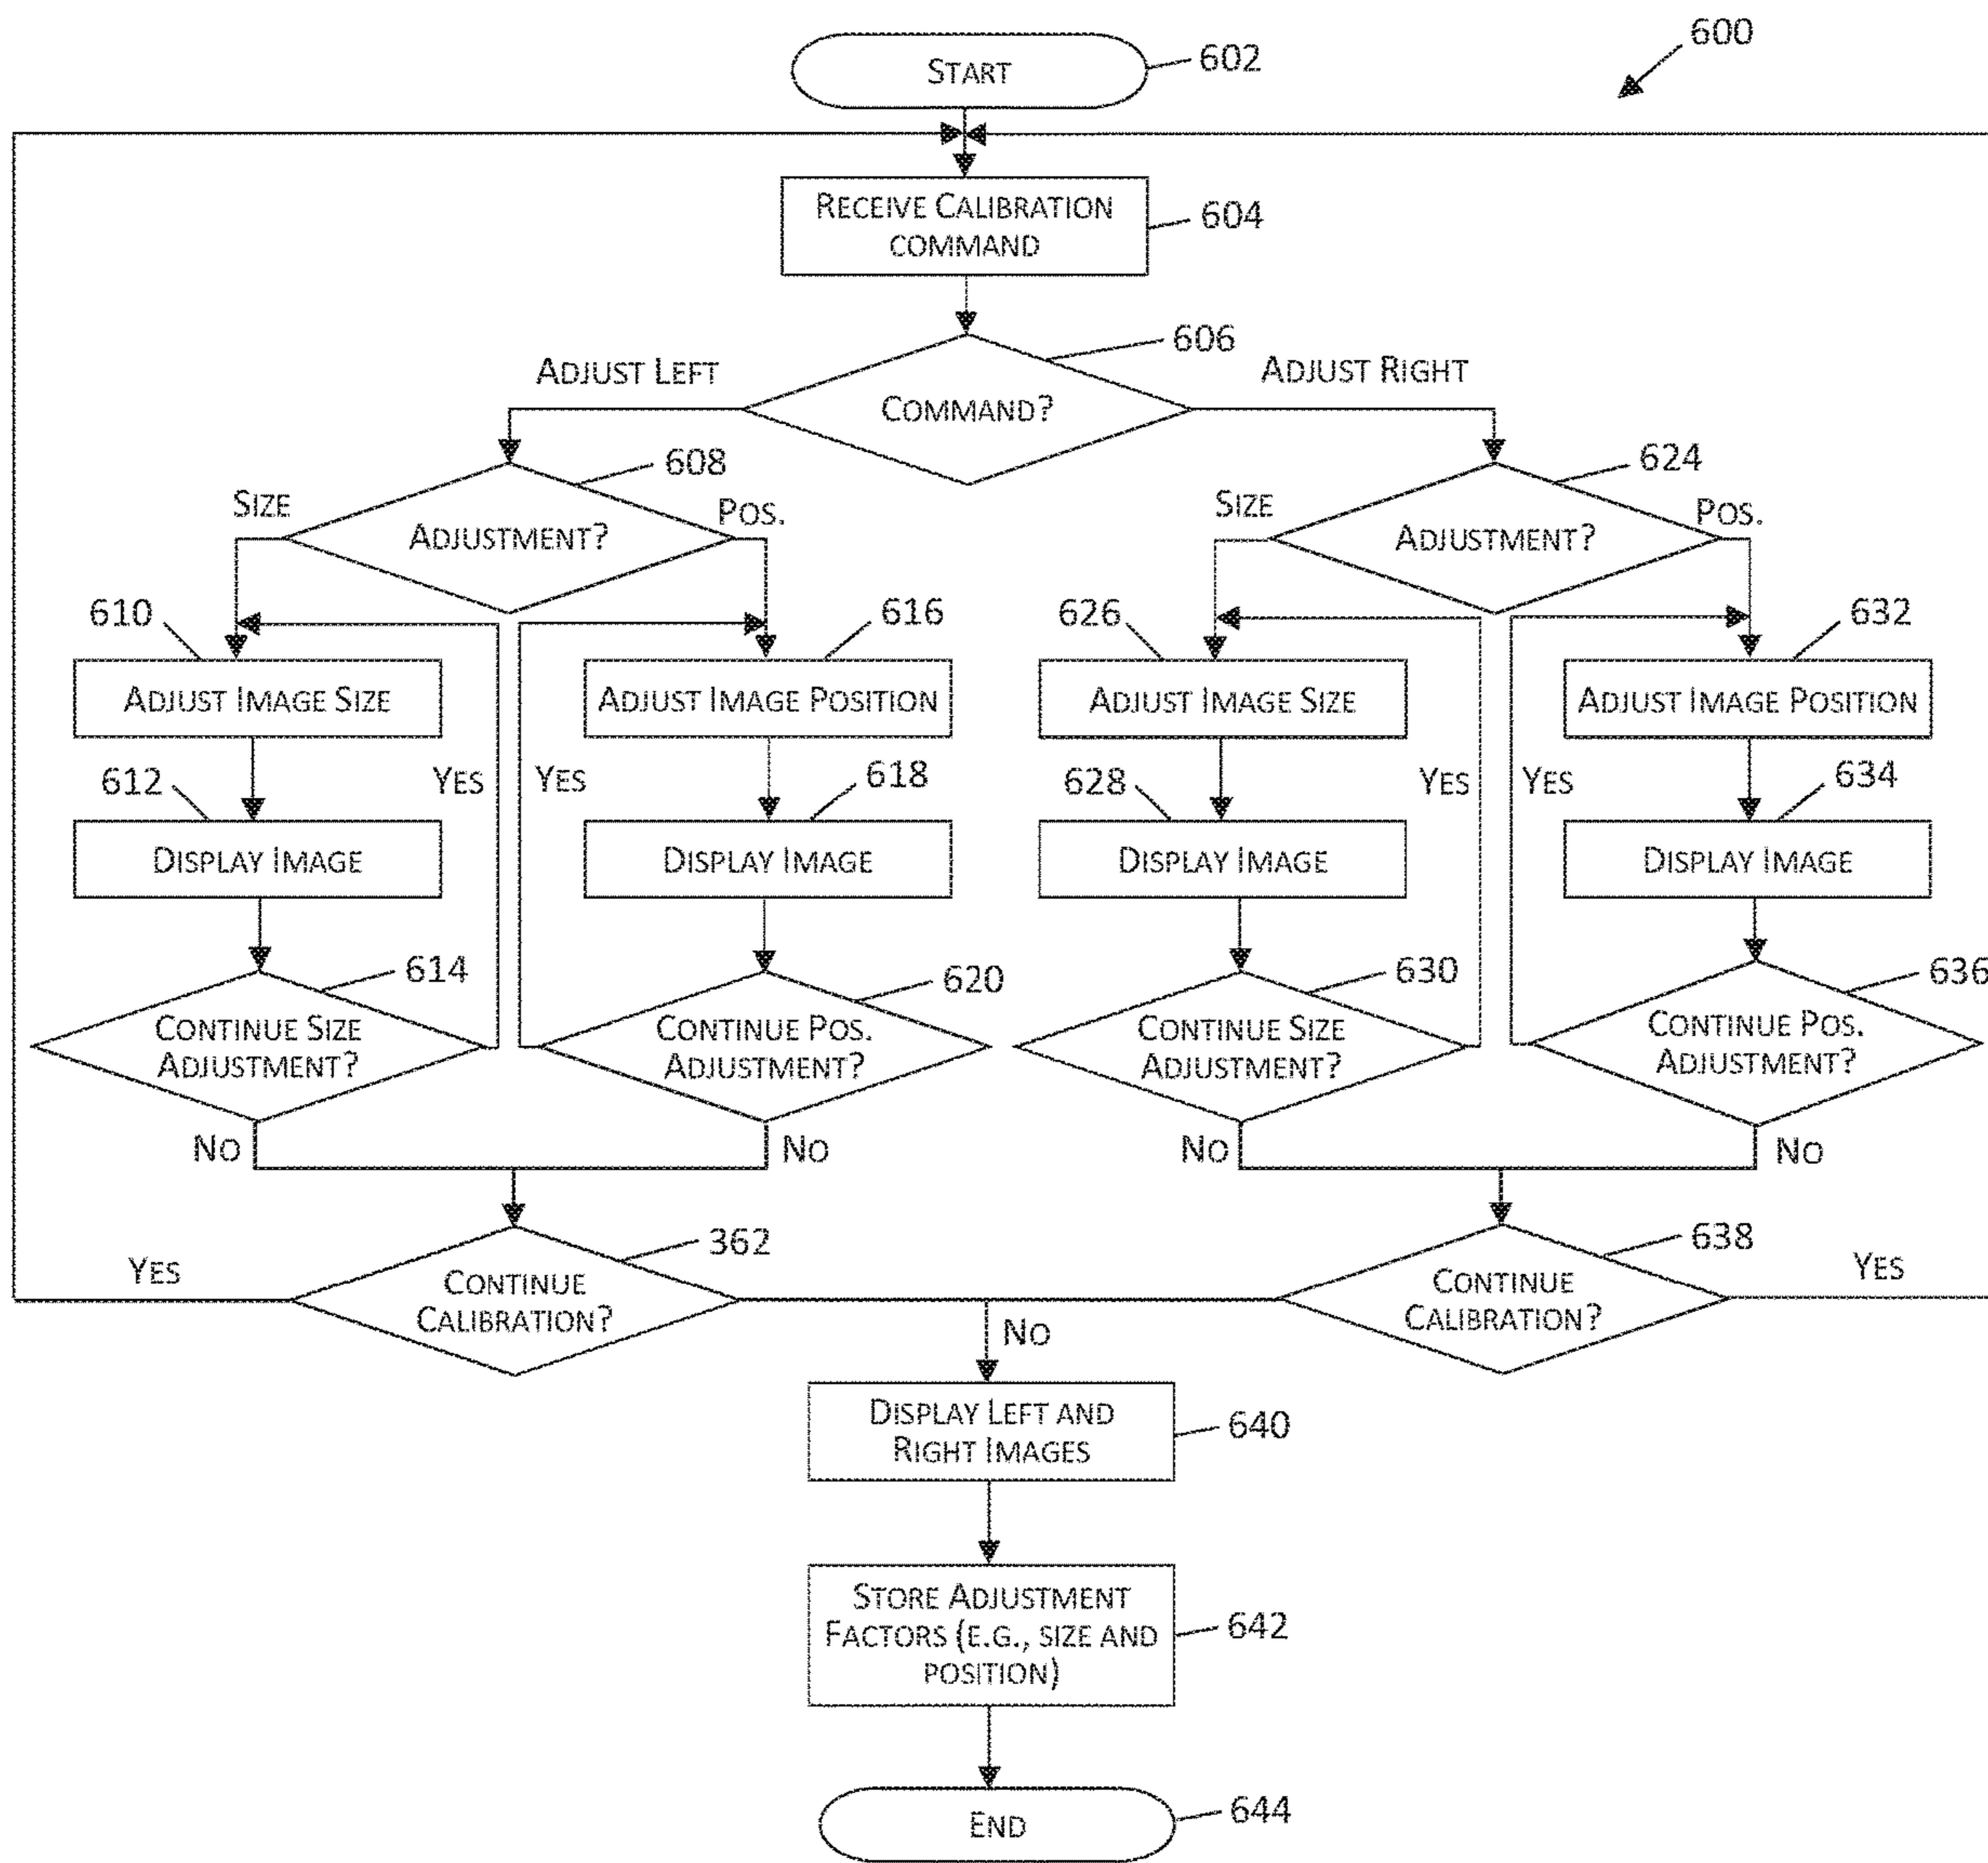 600
START
602
RECEIVE CALIBRATION
COMMAND
604
606
ADJUST LEFT
ADJUST RIGHT
COMMAND?
608
624
SIZE
POS.
ADJUSTMENT?
SIZE
POS.
ADJUSTMENT?
610
616
626
632
ADJUST IMAGE SIZE
ADJUST IMAGE POSITION
ADJUST IMAGE SIZE
ADJUST IMAGE POSITION
612
YES
YES
618
628
YES
YES
634
DISPLAY IMAGE
DISPLAY IMAGE
DISPLAY IMAGE
DISPLAY IMAGE
614
620
630
636
CONTINUE SIZE
ADJUSTMENT?
CONTINUE POS.
ADJUSTMENT?
CONTINUE SIZE
ADJUSTMENT?
CONTINUE POS.
ADJUSTMENT?
NO
NO
NO
NO
362
638
YES
CONTINUE
CALIBRATION?
CONTINUE
CALIBRATION?
YES
NO
DISPLAY LEFT AND
RIGHT IMAGES
640
STORE ADJUSTMENT
FACTORS (E.G., SIZE AND
POSITION)
642
END
644